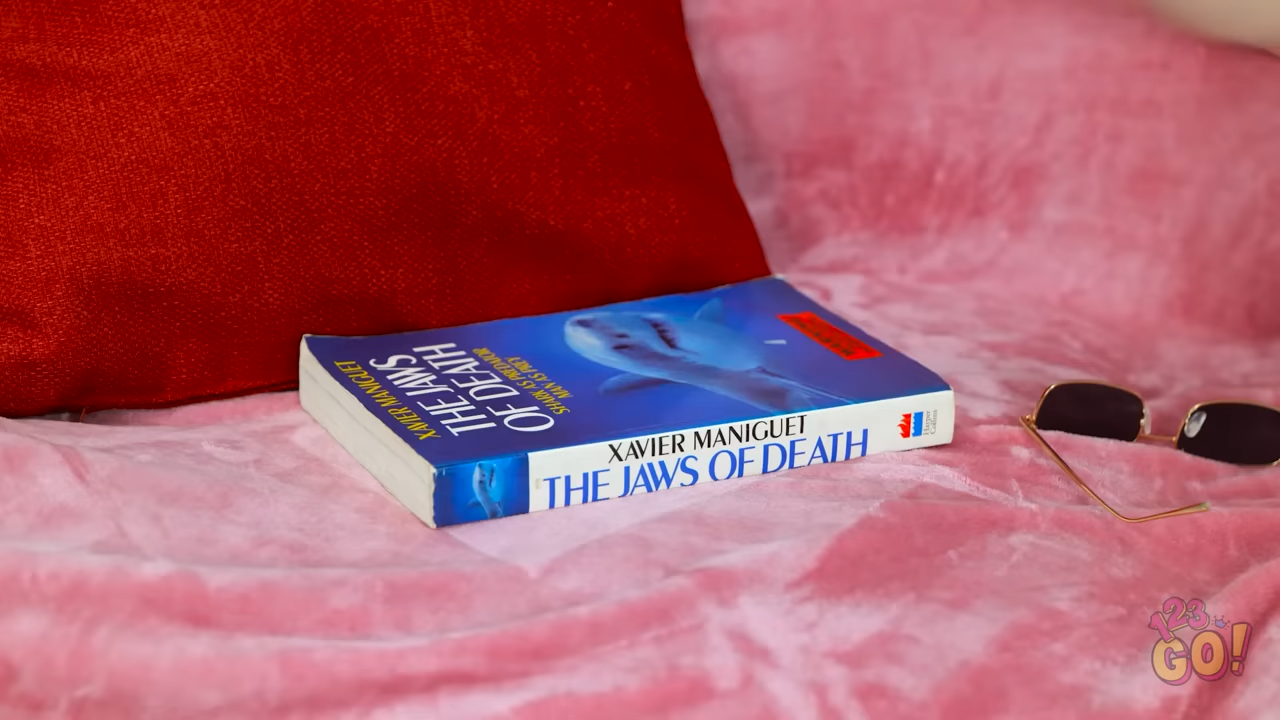 XAVIER MANIGUET
THE JAWS
OF DEATH
SHARK AS PREDATOR
MAN AS PREY
XAVIER MANIGUET
THE JAWS OF DEATH
Harper
Collins
123
GO!